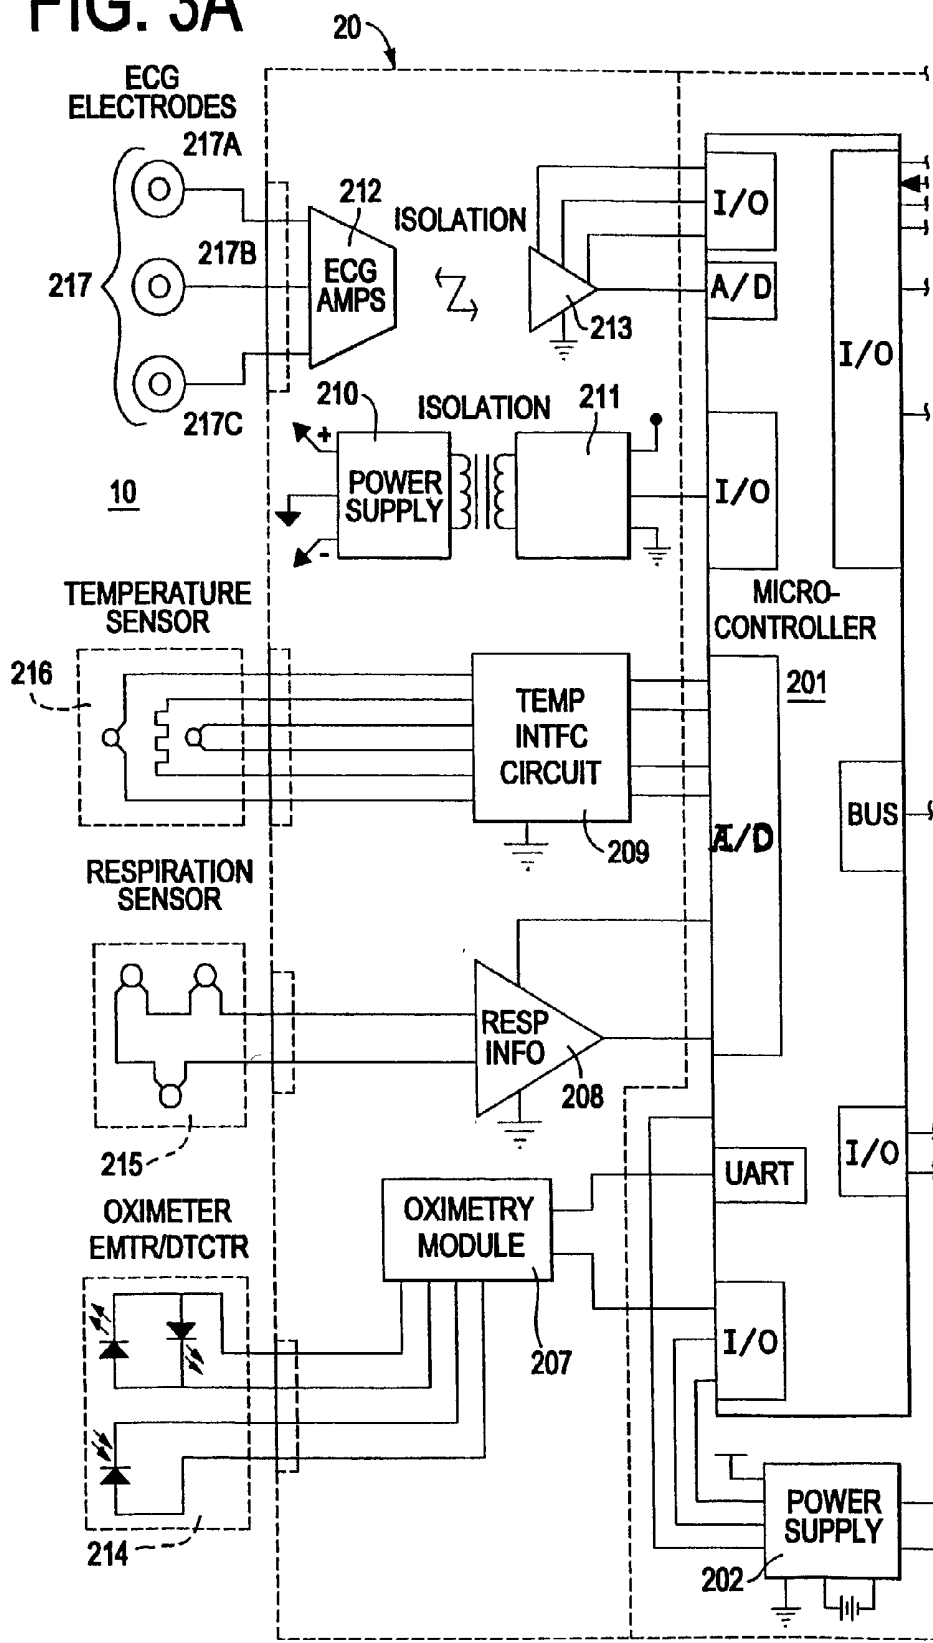 FIG. 3A
20
ECG
ELECTRODES
217A
212
ISOLATION
I/O
217B
217
ECG
AMPS
A/D
213
I/O
217C
210
ISOLATION
211
+
10
POWER
SUPPLY
I/O
-
TEMPERATURE
SENSOR
MICRO-
CONTROLLER
216
201
TEMP
INTFC
CIRCUIT
BUS
A/D
209
RESPIRATION
SENSOR
RESP
INFO
208
I/O
215
UART
OXIMETER
EMTR/DTCTR
OXIMETRY
MODULE
207
I/O
POWER
SUPPLY
214
202